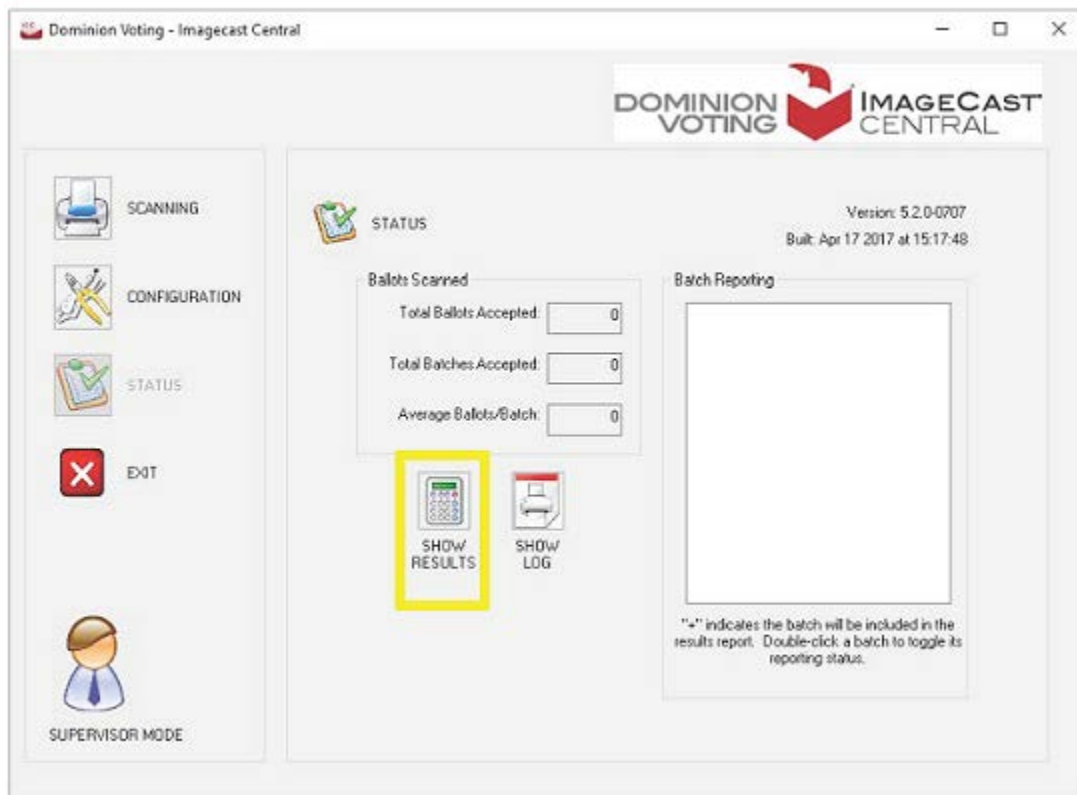 Dominion Voting - Imagecast Central
DOMINION VOTING
IMAGECAST CENTRAL
SCANNING
CONFIGURATION
STATUS
EXIT
SUPERVISOR MODE
STATUS
Version: 5.2.0-0707
Built: Apr 17 2017 at 15:17:48
Ballots Scanned
Total Ballots Accepted: 0
Total Batches Accepted: 0
Average Ballots/Batch: 0
SHOW
RESULTS
SHOW
LOG
Batch Reporting
"+" indicates the batch will be included in the
results report. Double-click a batch to toggle its
reporting status.